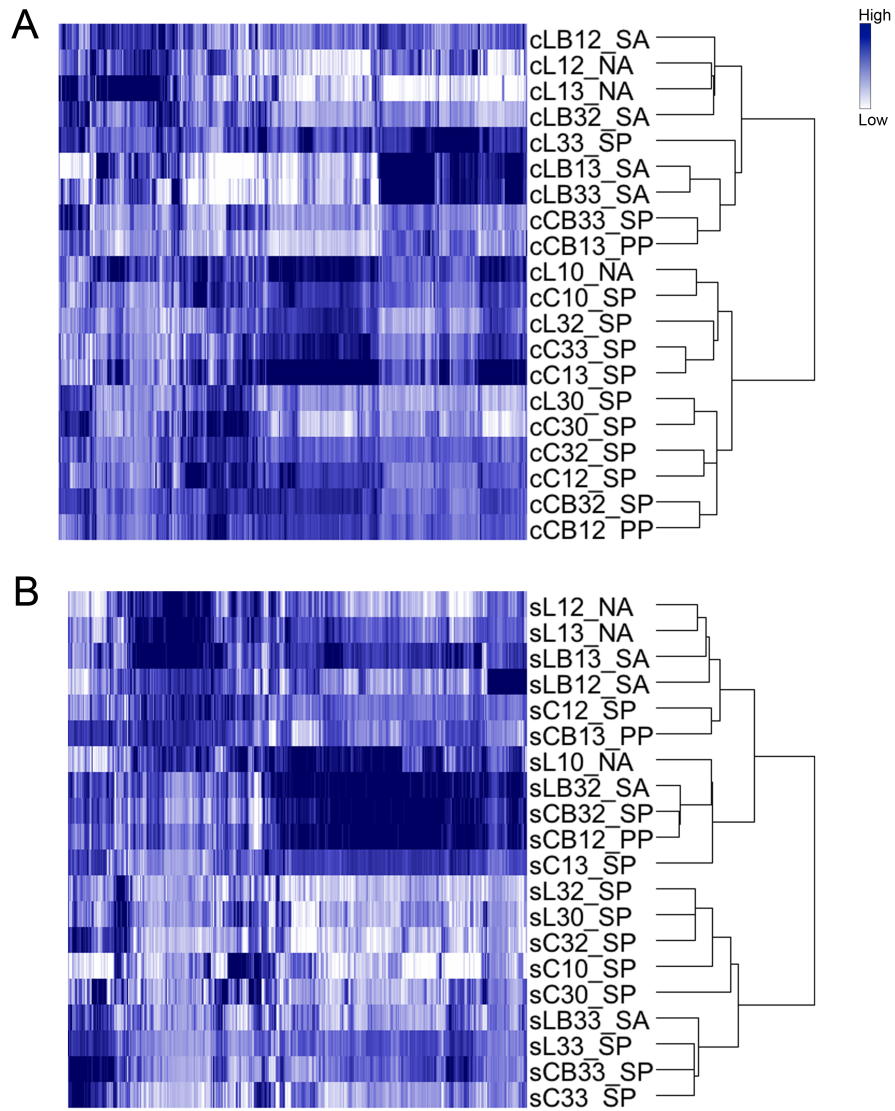 A
High
Low
cLB12_SA
cL12_NA
cL13_NA
cLB32_SA
cL33_SP
cLB13_SA
cLB33_SA
cCB33_SP
cCB13_PP
cL10_NA
cC10_SP
cL32_SP
cC33_SP
cC13_SP
cL30_SP
cC30_SP
cC32_SP
cC12_SP
cCB32_SP
cCB12_PP
B
sL12_NA
sL13_NA
sLB13_SA
sLB12_SA
sC12_SP
sCB13_PP
sL10_NA
sLB32_SA
sCB32_SP
sCB12_PP
sC13_SP
sL32_SP
sL30_SP
sC32_SP
sC10_SP
sC30_SP
sLB33_SA
sL33_SP
sCB33_SP
sC33_SP